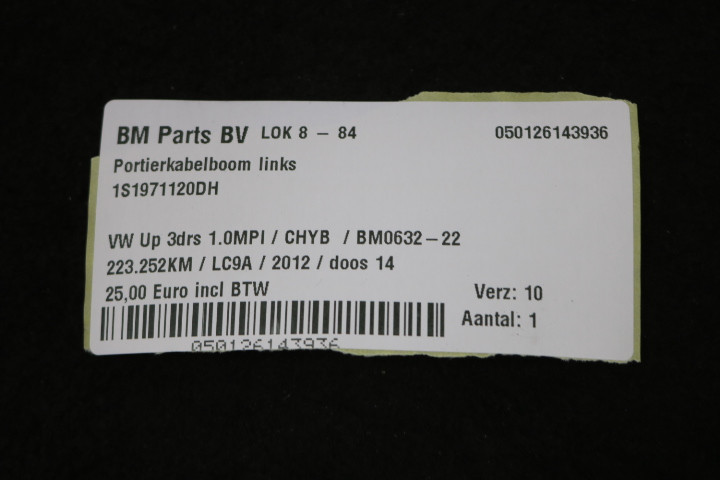 BM Parts BV LOK 8 – 84 050126143936
Portierkabelboom links
1S1971120DH
VW Up 3drs 1.0MPI / CHYB / BM0632–22
223.252KM / LC9A / 2012 / doos 14
25,00 Euro incl BTW Verz: 10
Aantal: 1
050126143936